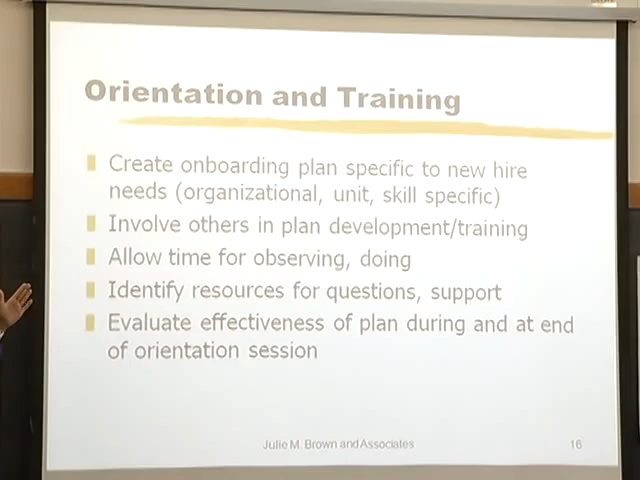 Orientation and Training
Create onboarding plan specific to new hire
needs (organizational, unit, skill specific)
Involve others in plan development/training
Allow time for observing, doing
Identify resources for questions, support
Evaluate effectiveness of plan during and at end
of orientation session
Julie M. Brown and Associates
16